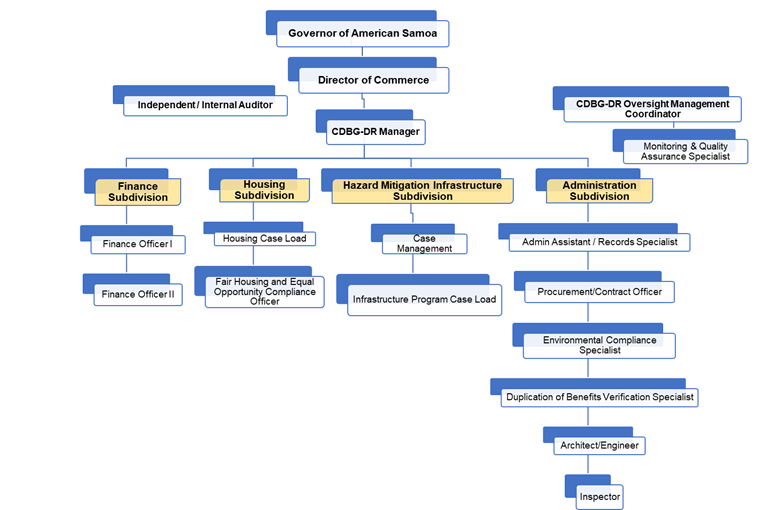 Governor of American Samoa
Director of Commerce
Independent / Internal Auditor
CDBG-DR Oversight Management
Coordinator
CDBG-DR Manager
Monitoring & Quality
Assurance Specialist
Finance
Subdivision
Housing
Subdivision
Hazard Mitigation Infrastructure
Subdivision
Administration
Subdivision
Finance Officer I
Housing Case Load
Case
Management
Admin Assistant / Records Specialist
Finance Officer II
Fair Housing and Equal
Opportunity Compliance
Officer
Infrastructure Program Case Load
Procurement/Contract Officer
Environmental Compliance
Specialist
Duplication of Benefits Verification Specialist
Architect/Engineer
Inspector